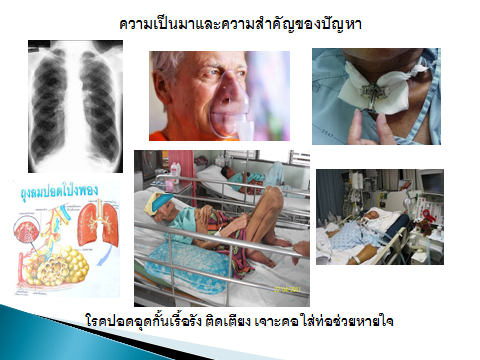 ความเป็นมาและความสำคัญของปัญหา
ถุงลมปอดโป่งพอง
โรคปอดอุดกั้นเรื้อรัง ติดเตียง เจาะคอ ใส่ท่อช่วยหายใจ